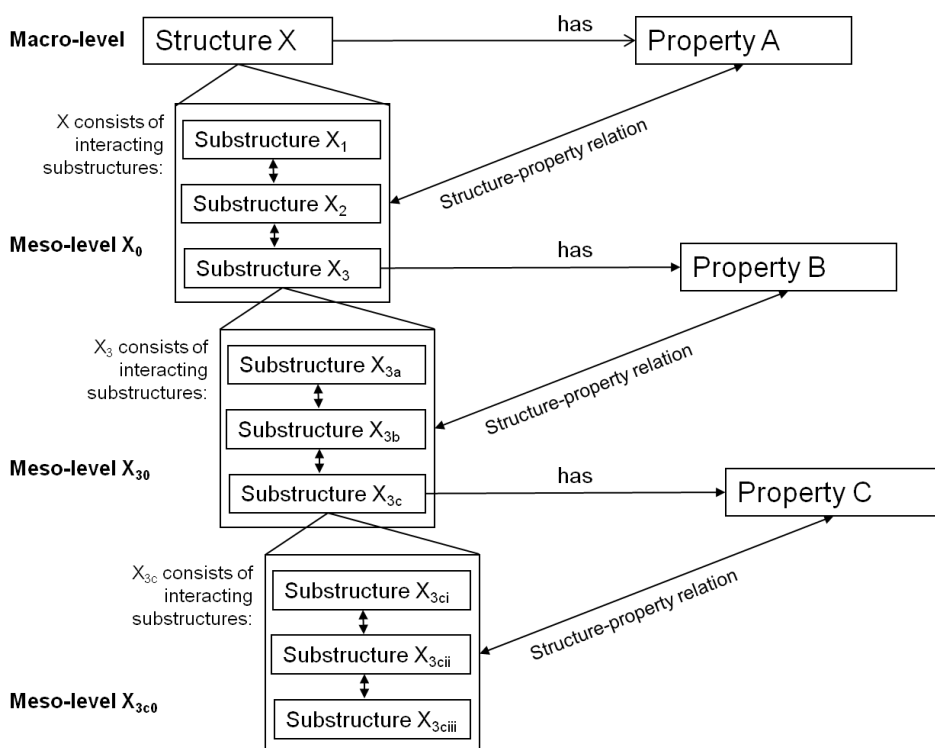 Macro-level
Structure X
has
Property A
X consists of
interacting
substructures:
Substructure X₁
Substructure X₂
Structure-property relation
Meso-level X₀
Substructure X₃
has
Property B
X₃ consists of
interacting
substructures:
Substructure X₃ₐ
Substructure X₃b
Structure-property relation
Meso-level X₃₀
Substructure X₃c
has
Property C
X₃c consists of
interacting
substructures:
Substructure X₃ci
Substructure X₃cii
Structure-property relation
Meso-level X₃c₀
Substructure X₃ciii